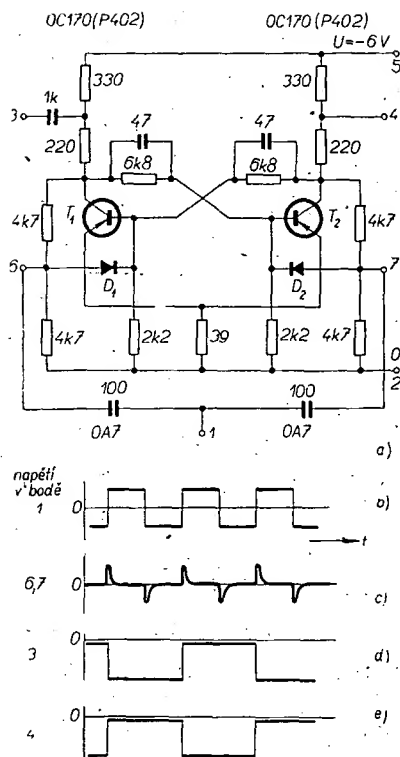 OC170(P402) OC170(P402)
U=-6V
5
330 330
1k
3 4
220 47 47 220
6k8 6k8
4k7 T1 T2 4k7
6 7
D1 D2
4k7 2k2 39 2k2 4k7
0
2
100 100
0A7 1 0A7
a)
napětí
v bodě
1 0 b)
t
6,7 0 c)
0
3 d)
0 e)
4